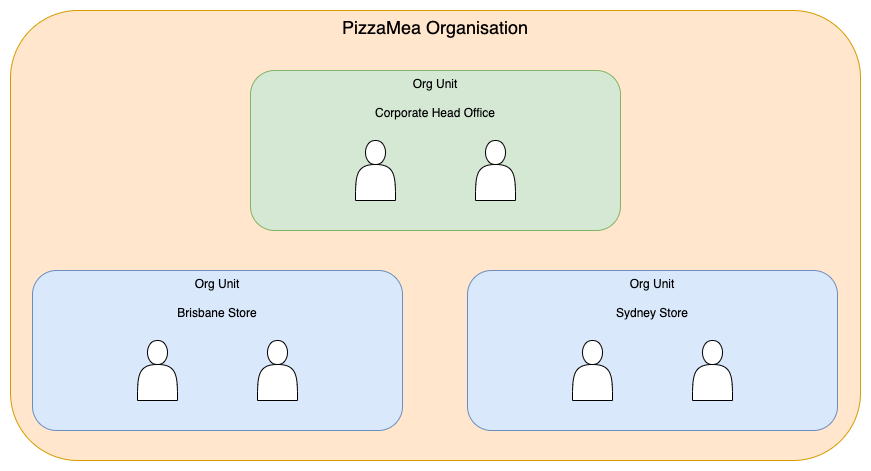 PizzaMea Organisation
Org Unit
Corporate Head Office
Org Unit
Brisbane Store
Org Unit
Sydney Store